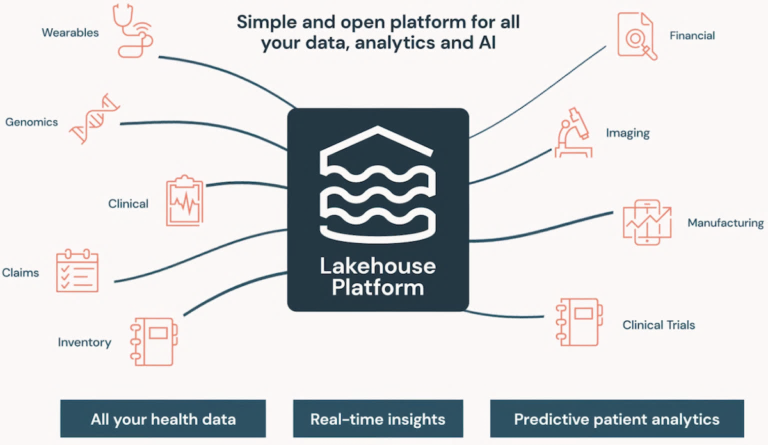 Simple and open platform for all
your data, analytics and AI
Wearables
Genomics
Clinical
Claims
Inventory
Lakehouse
Platform
Financial
Imaging
Manufacturing
Clinical Trials
All your health data
Real-time insights
Predictive patient analytics